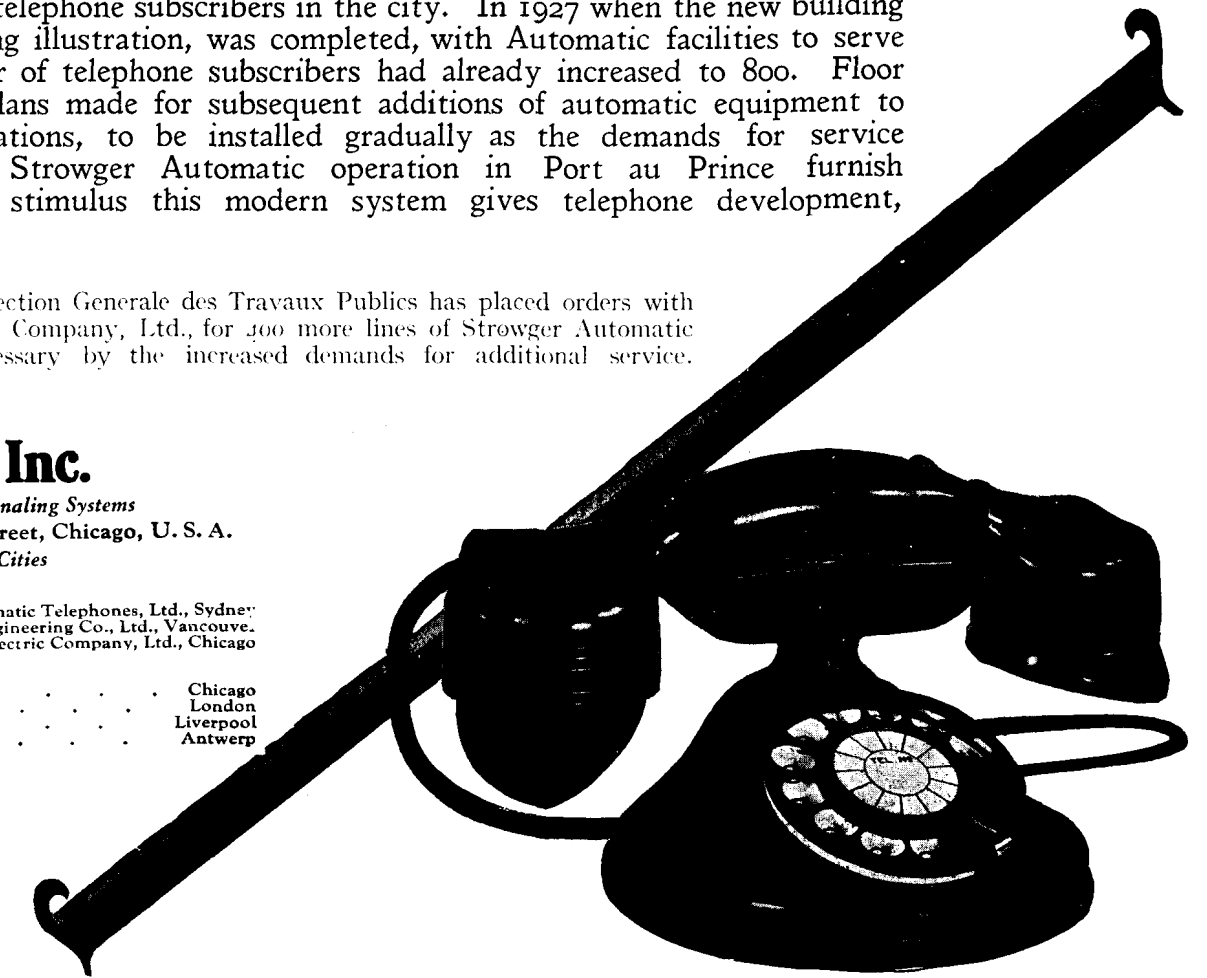 telephone subscribers in the city. In 1927 when the new building
ng illustration, was completed, with Automatic facilities to serve
r of telephone subscribers had already increased to 800. Floor
lans made for subsequent additions of automatic equipment to
ations, to be installed gradually as the demands for service
Strowger Automatic operation in Port au Prince furnish
stimulus this modern system gives telephone development,
ection Generale des Travaux Publics has placed orders with
Company, Ltd., for 400 more lines of Strowger Automatic
essary by the increased demands for additional service.
Inc.
naling Systems
reet, Chicago, U. S. A.
Cities
matic Telephones, Ltd., Sydney
gineering Co., Ltd., Vancouver
ectric Company, Ltd., Chicago
. . . Chicago
. . . London
. . . Liverpool
. . . Antwerp
TEL. NO.